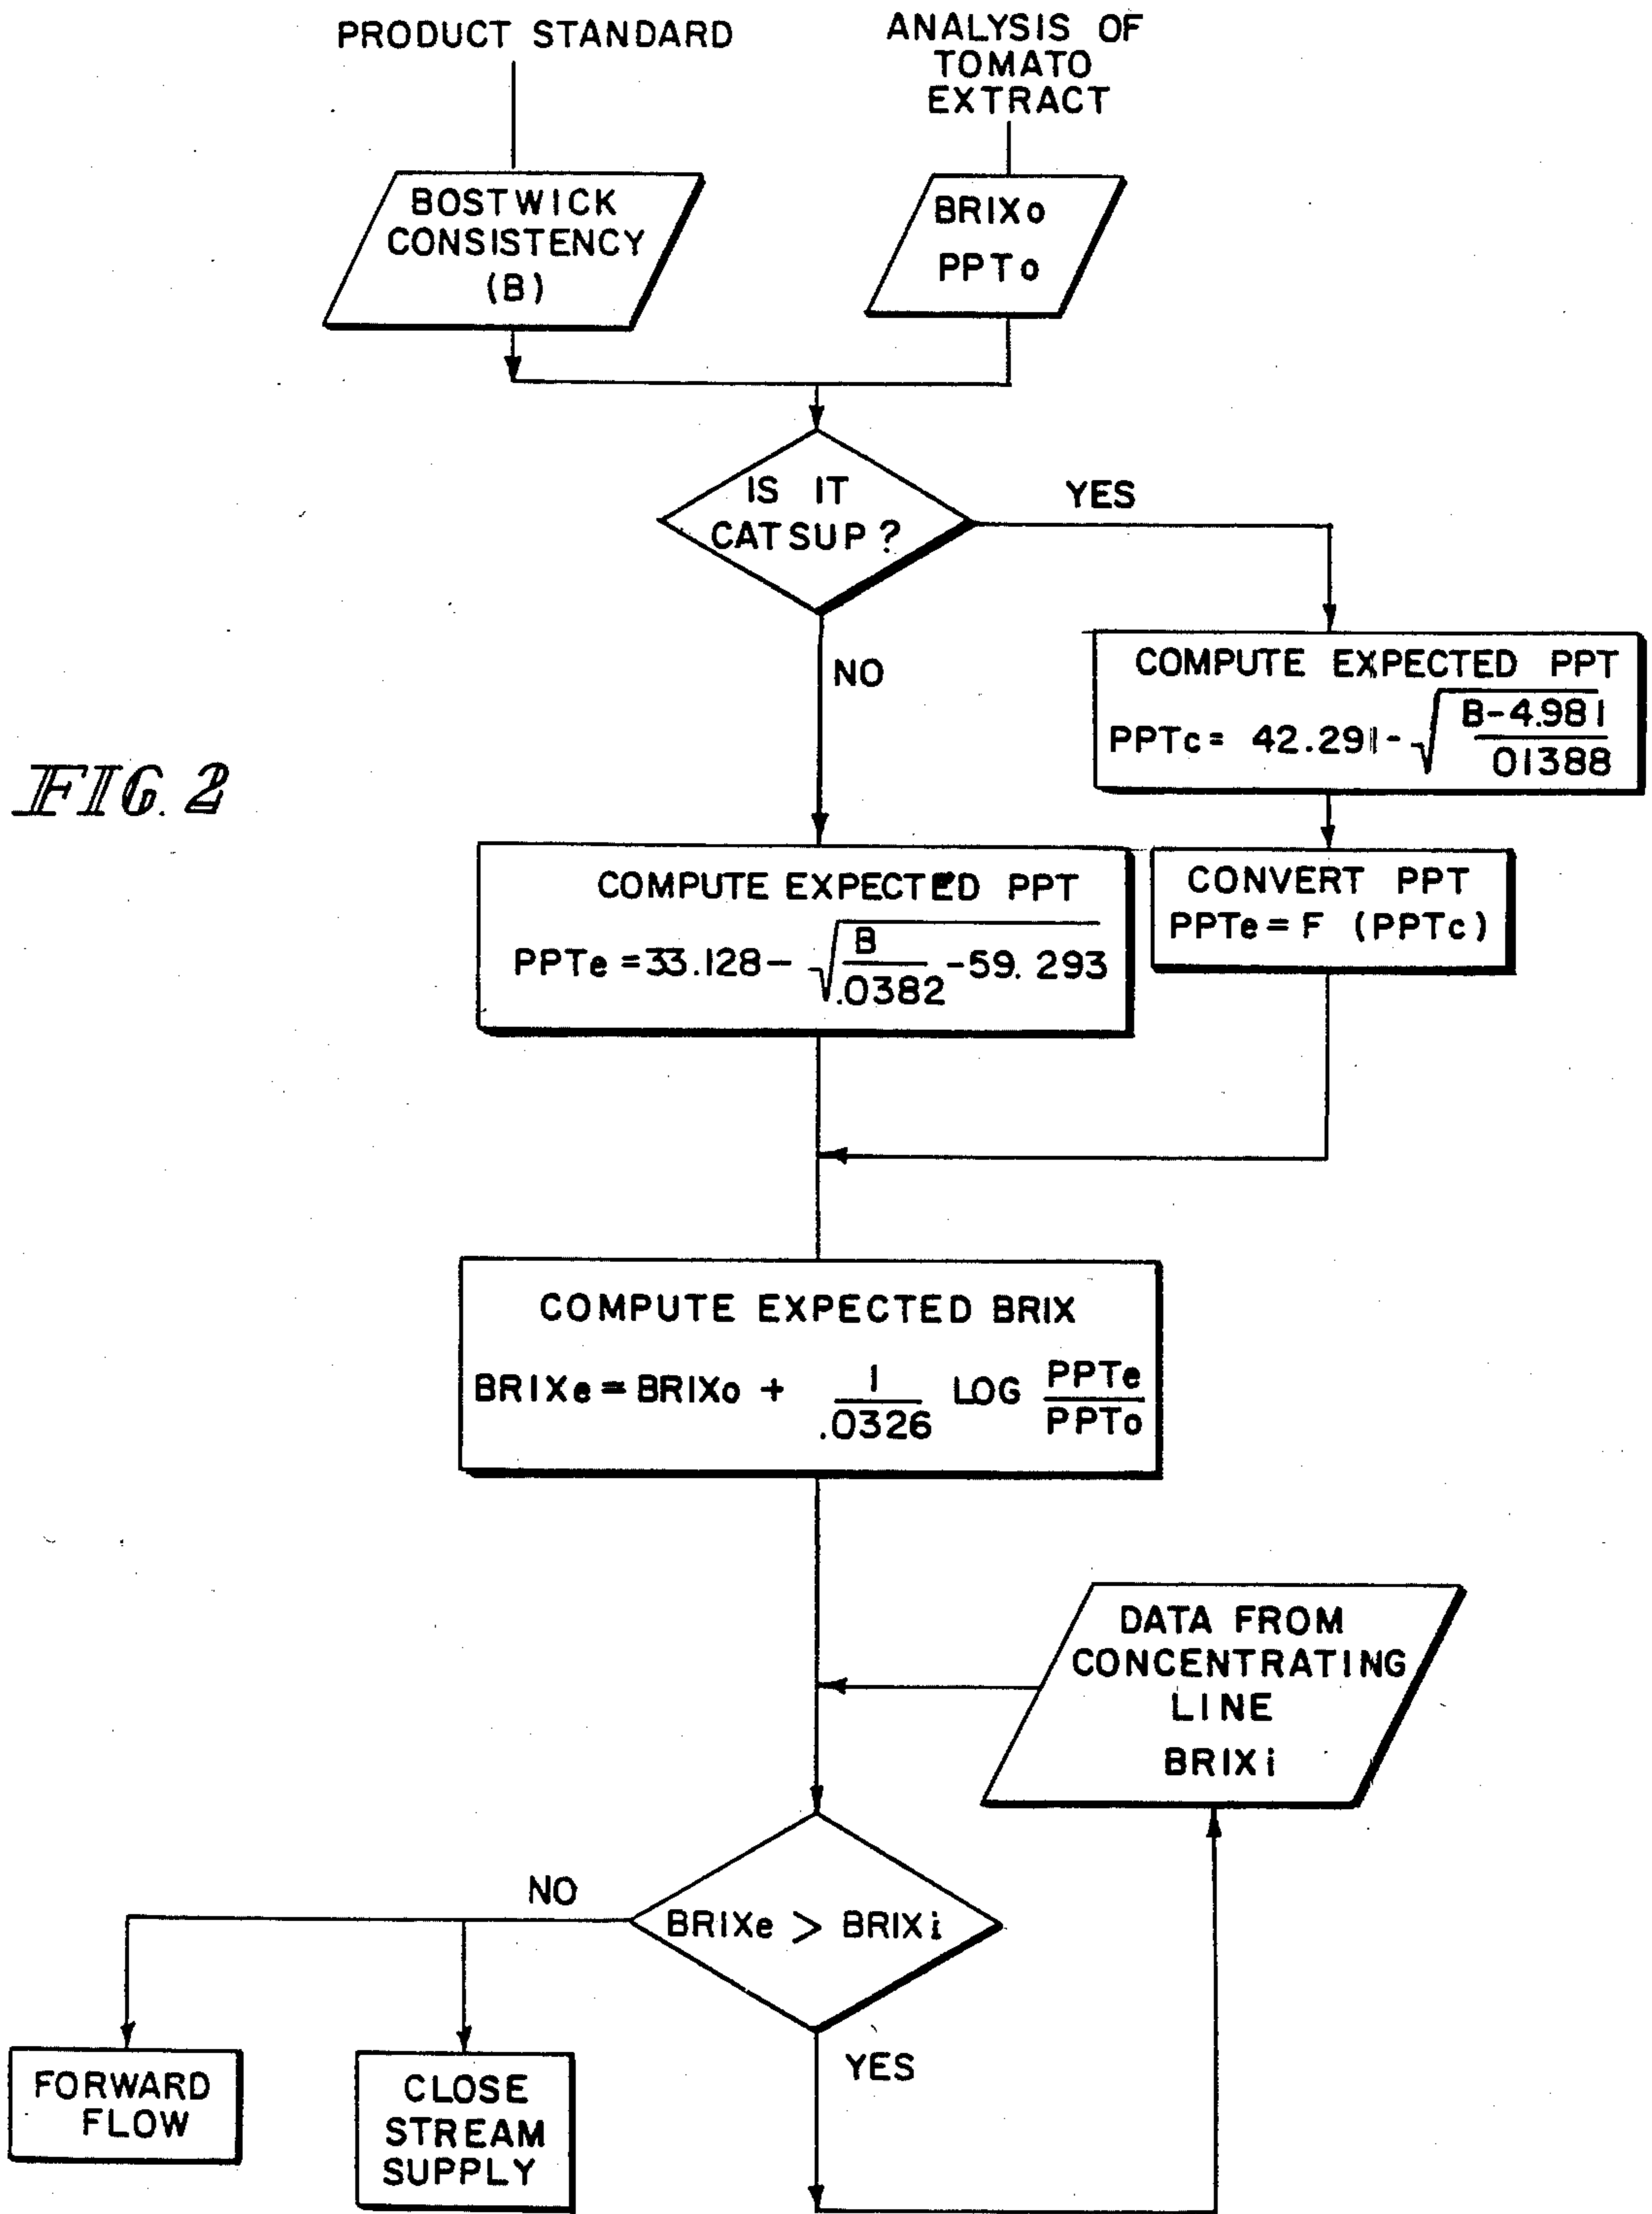 PRODUCT STANDARD
ANALYSIS OF
TOMATO
EXTRACT
BOSTWICK
CONSISTENCY
(B)
BRIXo
PPTo
IS IT
CATSUP?
YES
NO
COMPUTE EXPECTED PPT
PPTc = 42.291 - √ B-4.981 / 01388
CONVERT PPT
PPTe = F (PPTc)
FIG. 2
COMPUTE EXPECTED PPT
PPTe = 33.128 - √ B / .0382 - 59.293
COMPUTE EXPECTED BRIX
BRIXe = BRIXo + 1 / .0326 LOG PPTe / PPTo
DATA FROM
CONCENTRATING
LINE
BRIXi
NO
BRIXe > BRIXi
YES
FORWARD
FLOW
CLOSE
STREAM
SUPPLY